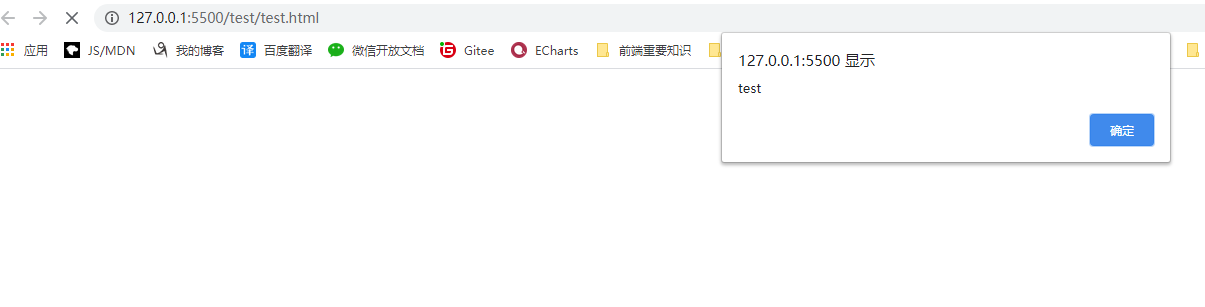 127.0.0.1:5500/test/test.html
应用 JS/MDN 我的博客 译 百度翻译 微信开放文档 Gitee ECharts 前端重要知识
127.0.0.1:5500 显示
test
确定